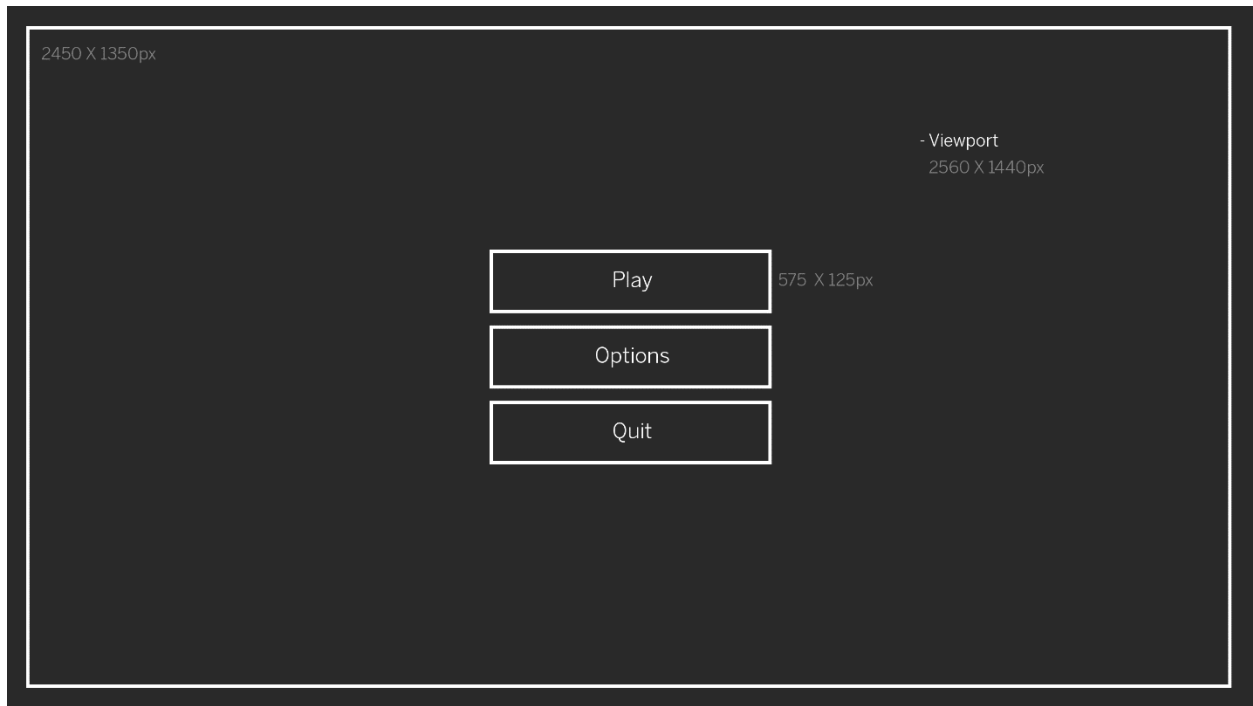 2450 X 1350px
- Viewport
2560 X 1440px
Play
575 X 125px
Options
Quit